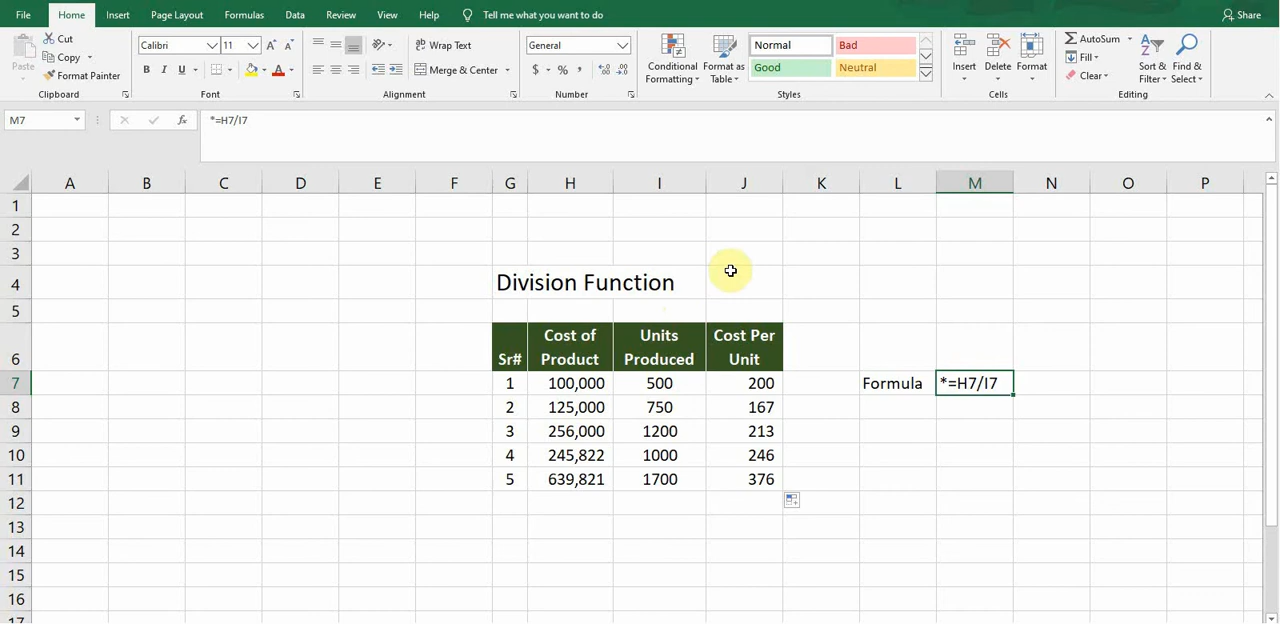 File Home Insert Page Layout Formulas Data Review View Help Tell me what you want to do Share
Cut
Copy
Format Painter
Paste
Clipboard
Calibri 11 A A
B I U A
Font
ab Wrap Text
Merge & Center
Alignment
General
$ % , .00
Number
Conditional Formatting
Format as Table
Normal Bad
Good Neutral
Styles
Insert Delete Format
Cells
AutoSum
Fill
Clear
Sort & Filter
Find & Select
Editing
M7 fx *=H7/I7
A B C D E F G H I J K L M N O P
1
2
3
4 Division Function
5
6 Sr# Cost of Product Units Produced Cost Per Unit
7 1 100,000 500 200 Formula *=H7/I7
8 2 125,000 750 167
9 3 256,000 1200 213
10 4 245,822 1000 246
11 5 639,821 1700 376
12
13
14
15
16
17